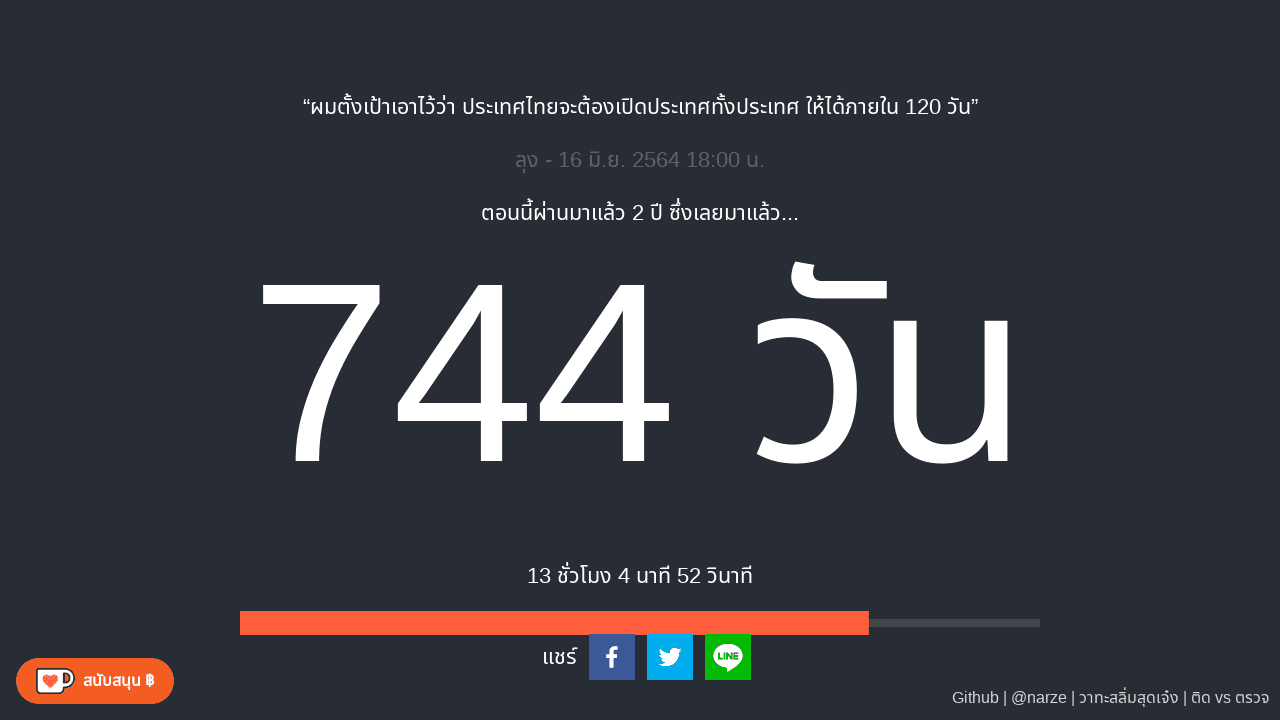 “ผมตั้งเป้าเอาไว้ว่า ประเทศไทยจะต้องเปิดประเทศทั้งประเทศ ให้ได้ภายใน 120 วัน”
ลุง - 16 มิ.ย. 2564 18:00 น.
ตอนนี้ผ่านมาแล้ว 2 ปี ซึ่งเลยมาแล้ว...
744 วัน
13 ชั่วโมง 4 นาที 52 วินาที
แชร์
LINE
สนับสนุน ฿
Github | @narze | วาทะสลิ่มสุดเจ๋ง | ติด vs ตรวจ